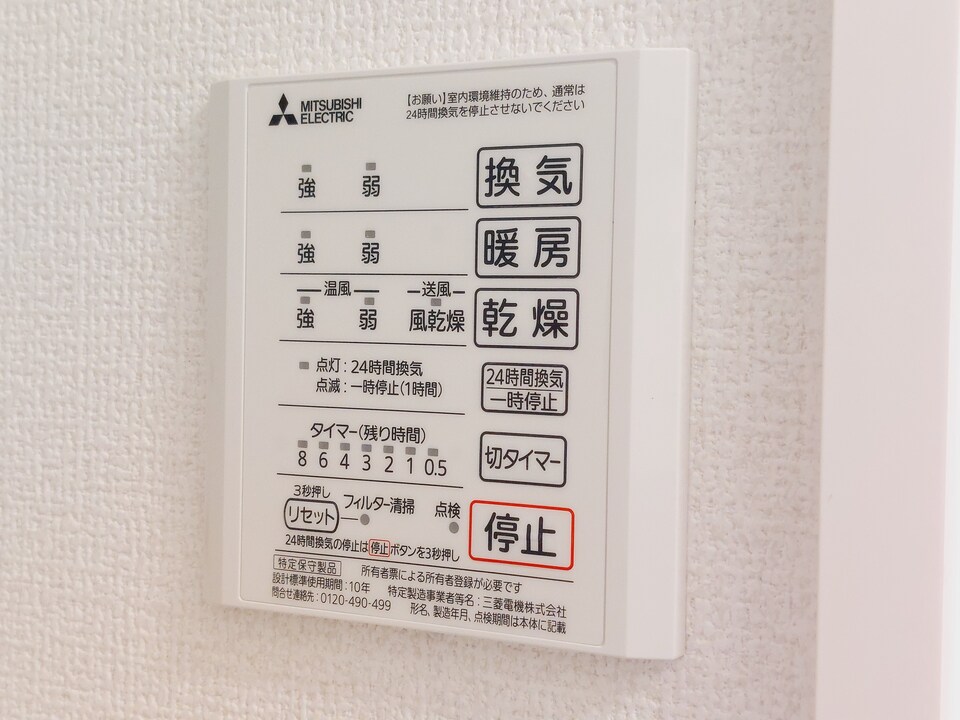 MITSUBISHI
ELECTRIC
【お願い】室内環境維持のため、通常は
24時間換気を停止させないでください
強 弱 換気
強 弱 暖房
温風 送風
強 弱 風乾燥 乾燥
点灯：24時間換気
点滅：一時停止(1時間)
24時間換気
一時停止
タイマー(残り時間)
8 6 4 3 2 1 0.5
切タイマー
3秒押し
リセット フィルター清掃 点検
停止
24時間換気の停止は停止ボタンを3秒押し
特定保守製品 所有者票による所有者登録が必要です
設計標準使用期間：10年 特定製造事業者等名：三菱電機株式会社
問合せ連絡先：0120-490-499 形名、製造年月、点検期間は本体に記載